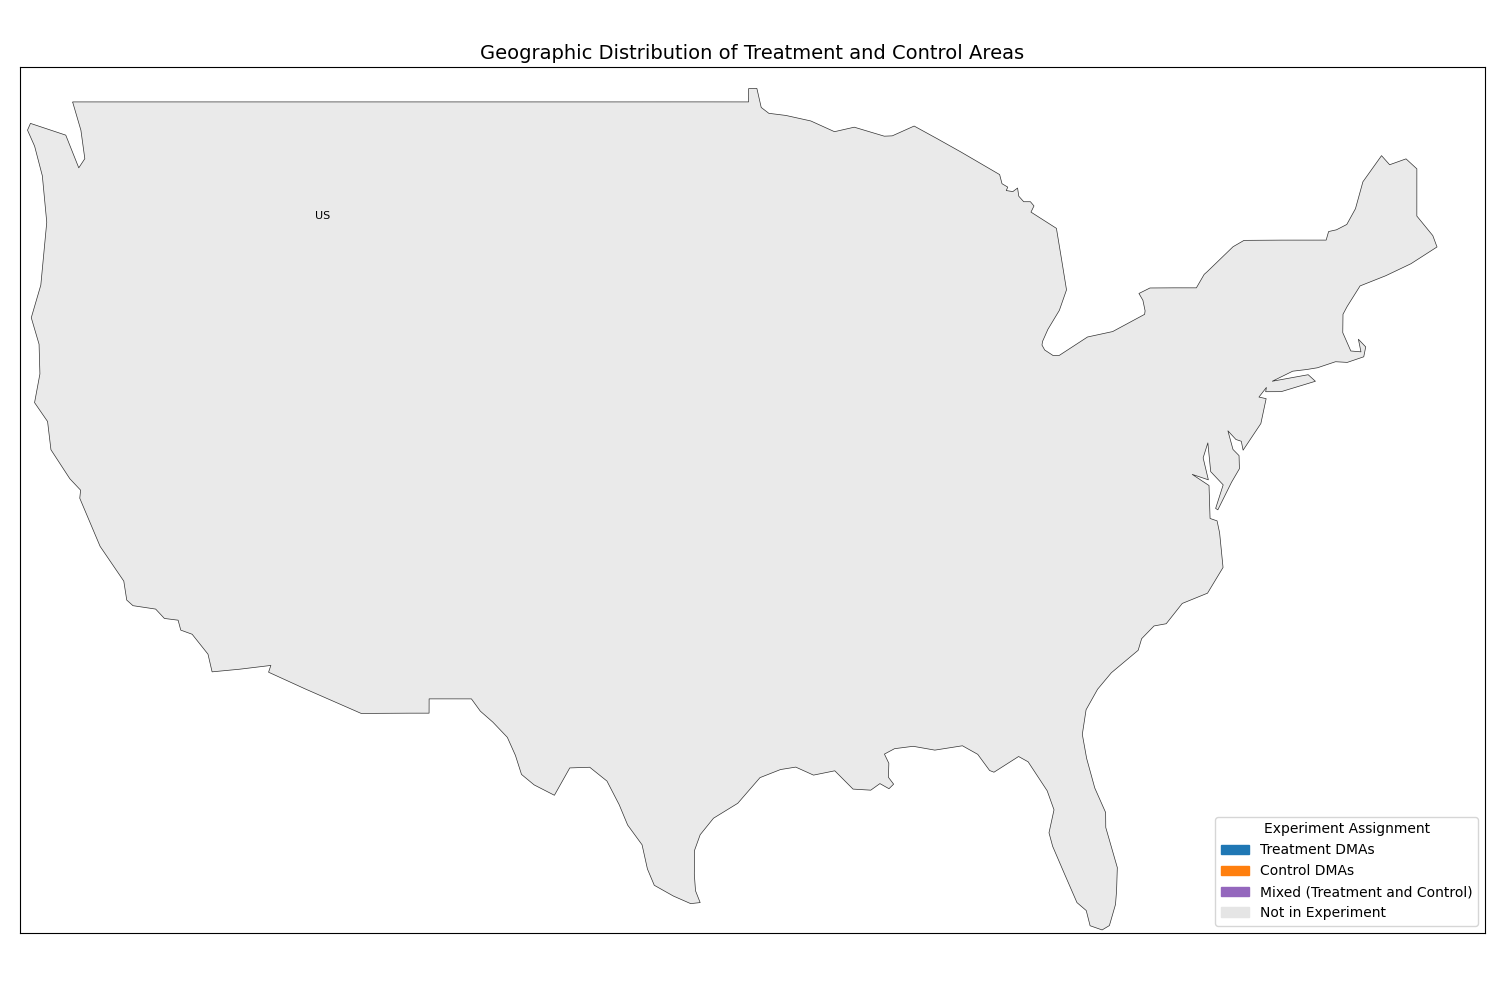 Geographic Distribution of Treatment and Control Areas
US
Experiment Assignment
Treatment DMAs
Control DMAs
Mixed (Treatment and Control)
Not in Experiment